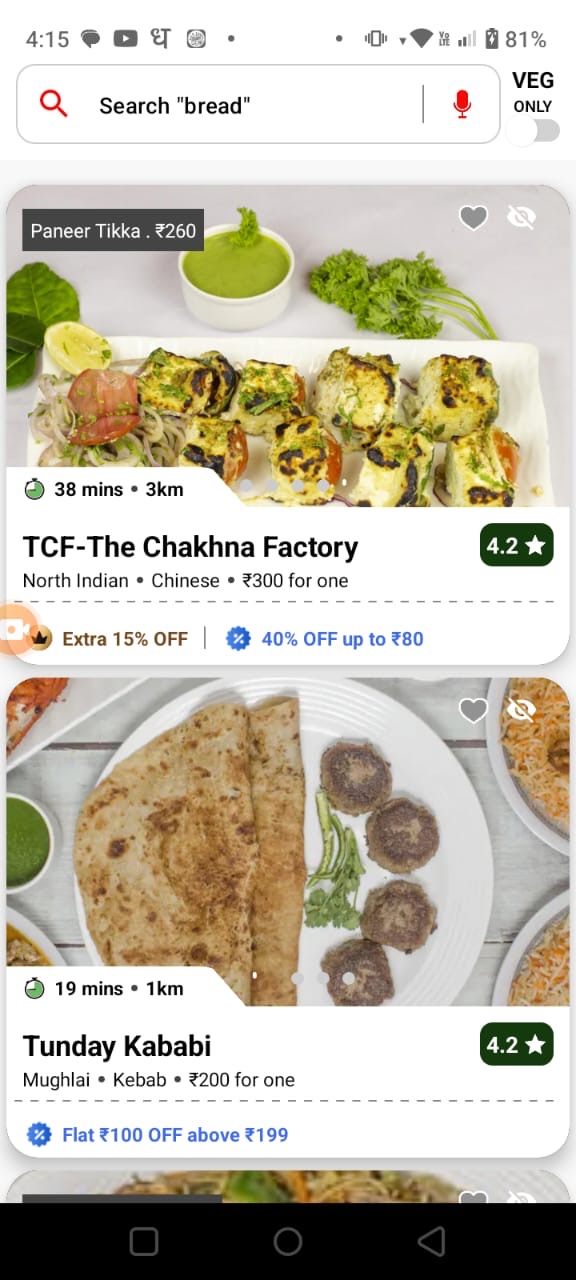 4:15 ध Vo LTE 81%
Search "bread"
VEG
ONLY
Paneer Tikka . ₹260
38 mins • 3km
TCF-The Chakhna Factory 4.2
North Indian • Chinese • ₹300 for one
Extra 15% OFF | 40% OFF up to ₹80
19 mins • 1km
Tunday Kababi 4.2
Mughlai • Kebab • ₹200 for one
Flat ₹100 OFF above ₹199